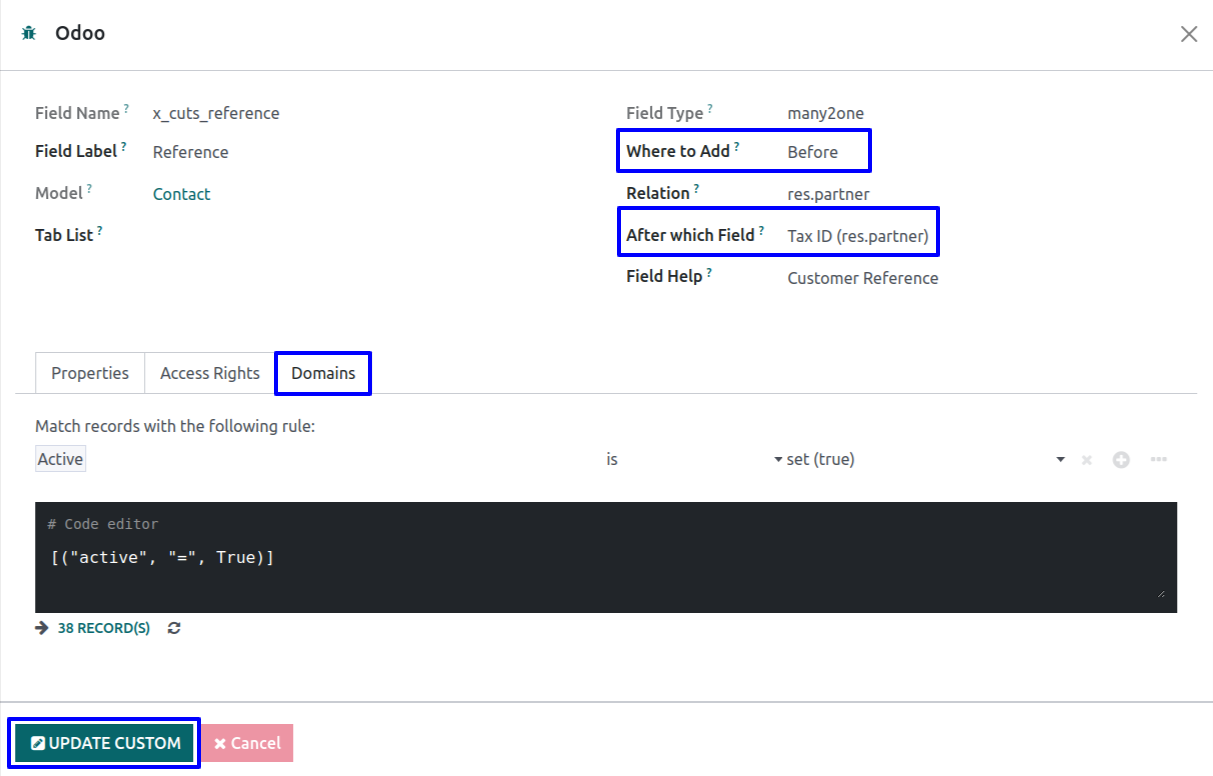 Odoo
Field Name ? x_cuts_reference
Field Type ? many2one
Field Label ? Reference
Where to Add ? Before
Model ? Contact
Relation ? res.partner
Tab List ?
After which Field ? Tax ID (res.partner)
Field Help ? Customer Reference
Properties Access Rights Domains
Match records with the following rule:
Active is set (true)
# Code editor
[("active", "=", True)]
38 RECORD(S)
UPDATE CUSTOM Cancel